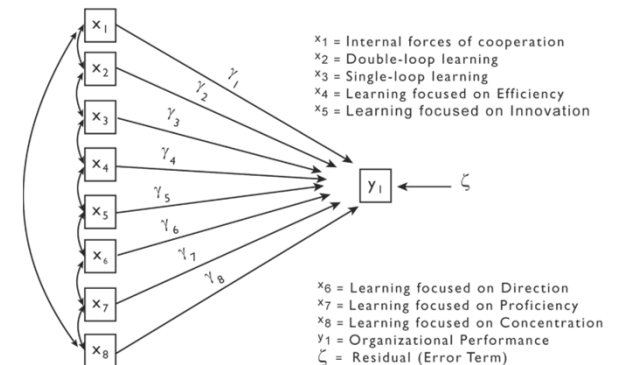 x1
x2
x3
x4
x5
x6
x7
x8
γ1
γ2
γ3
γ4
γ5
γ6
γ7
γ8
y1
ζ
x1 = Internal forces of cooperation
x2 = Double-loop learning
x3 = Single-loop learning
x4 = Learning focused on Efficiency
x5 = Learning focused on Innovation
x6 = Learning focused on Direction
x7 = Learning focused on Proficiency
x8 = Learning focused on Concentration
y1 = Organizational Performance
ζ = Residual (Error Term)